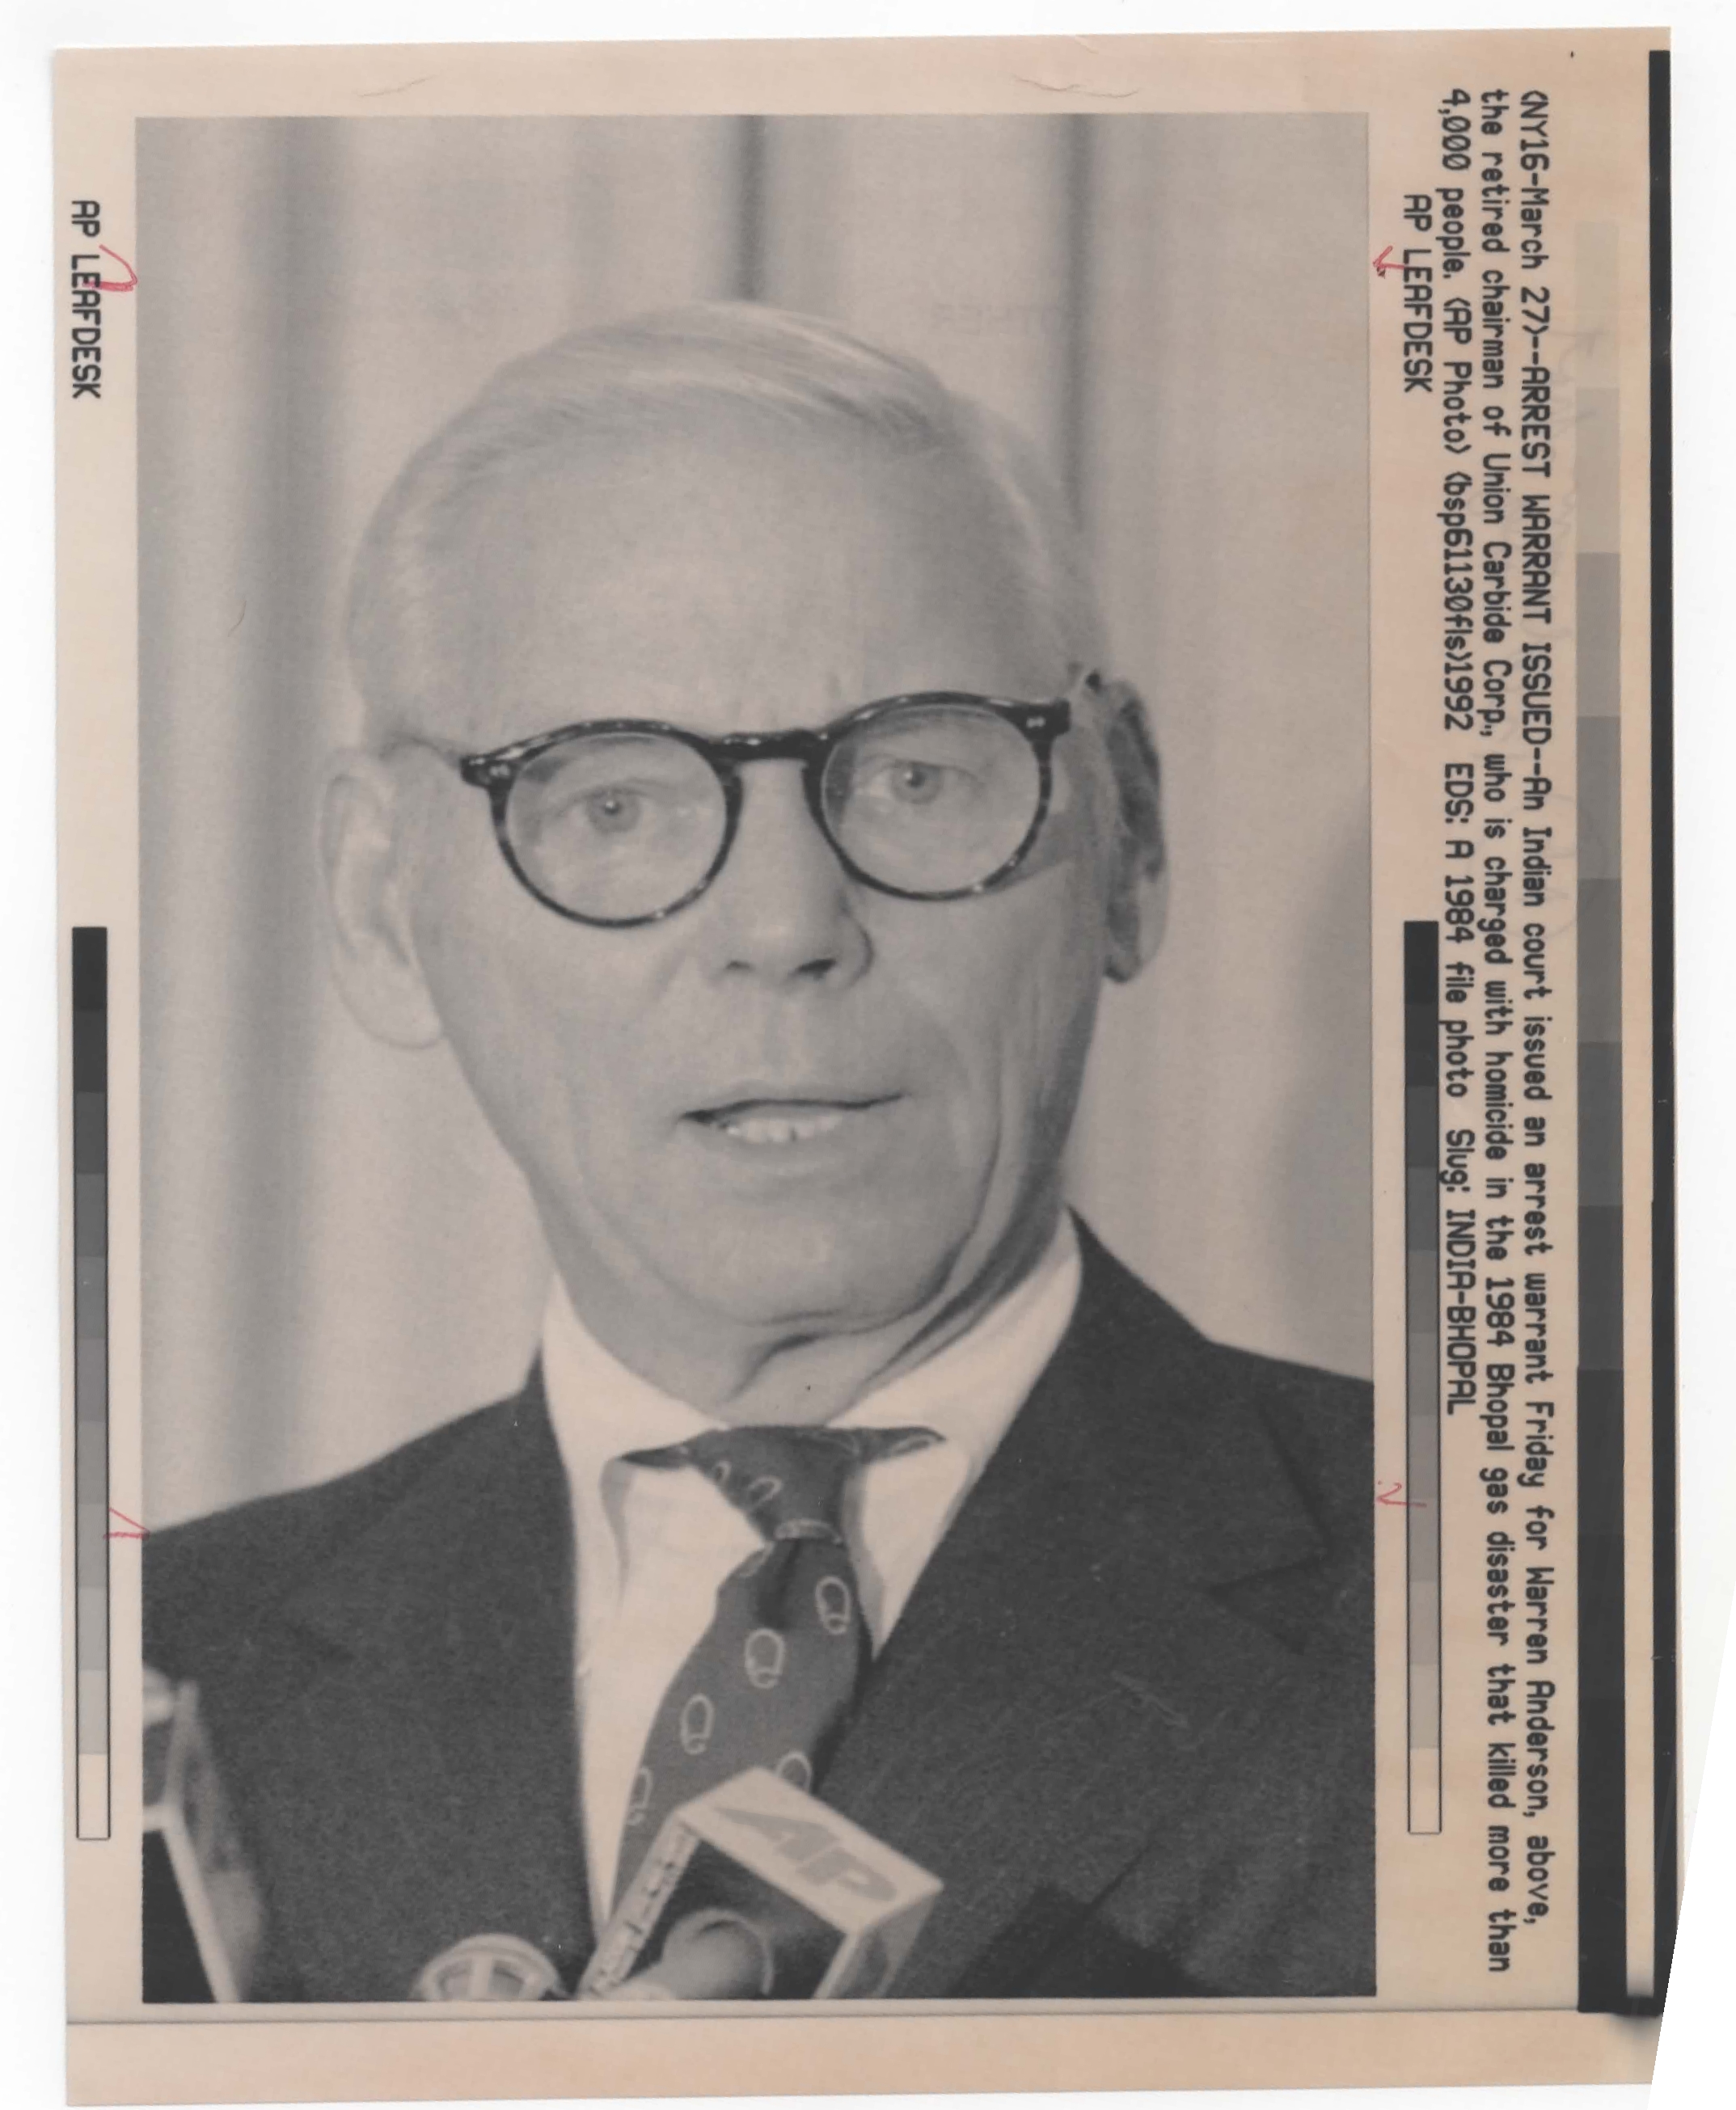 (NY16-March 27)--ARREST WARRANT ISSUED--An Indian court issued an arrest warrant Friday for Warren Anderson, above,
the retired chairman of Union Carbide Corp., who is charged with homicide in the 1984 Bhopal gas disaster that killed more than
4,000 people. (AP Photo) (bsp61130fls)1992 EDS: A 1984 file photo Slug: INDIA-BHOPAL
AP LEAFDESK
AP
AP LEAFDESK